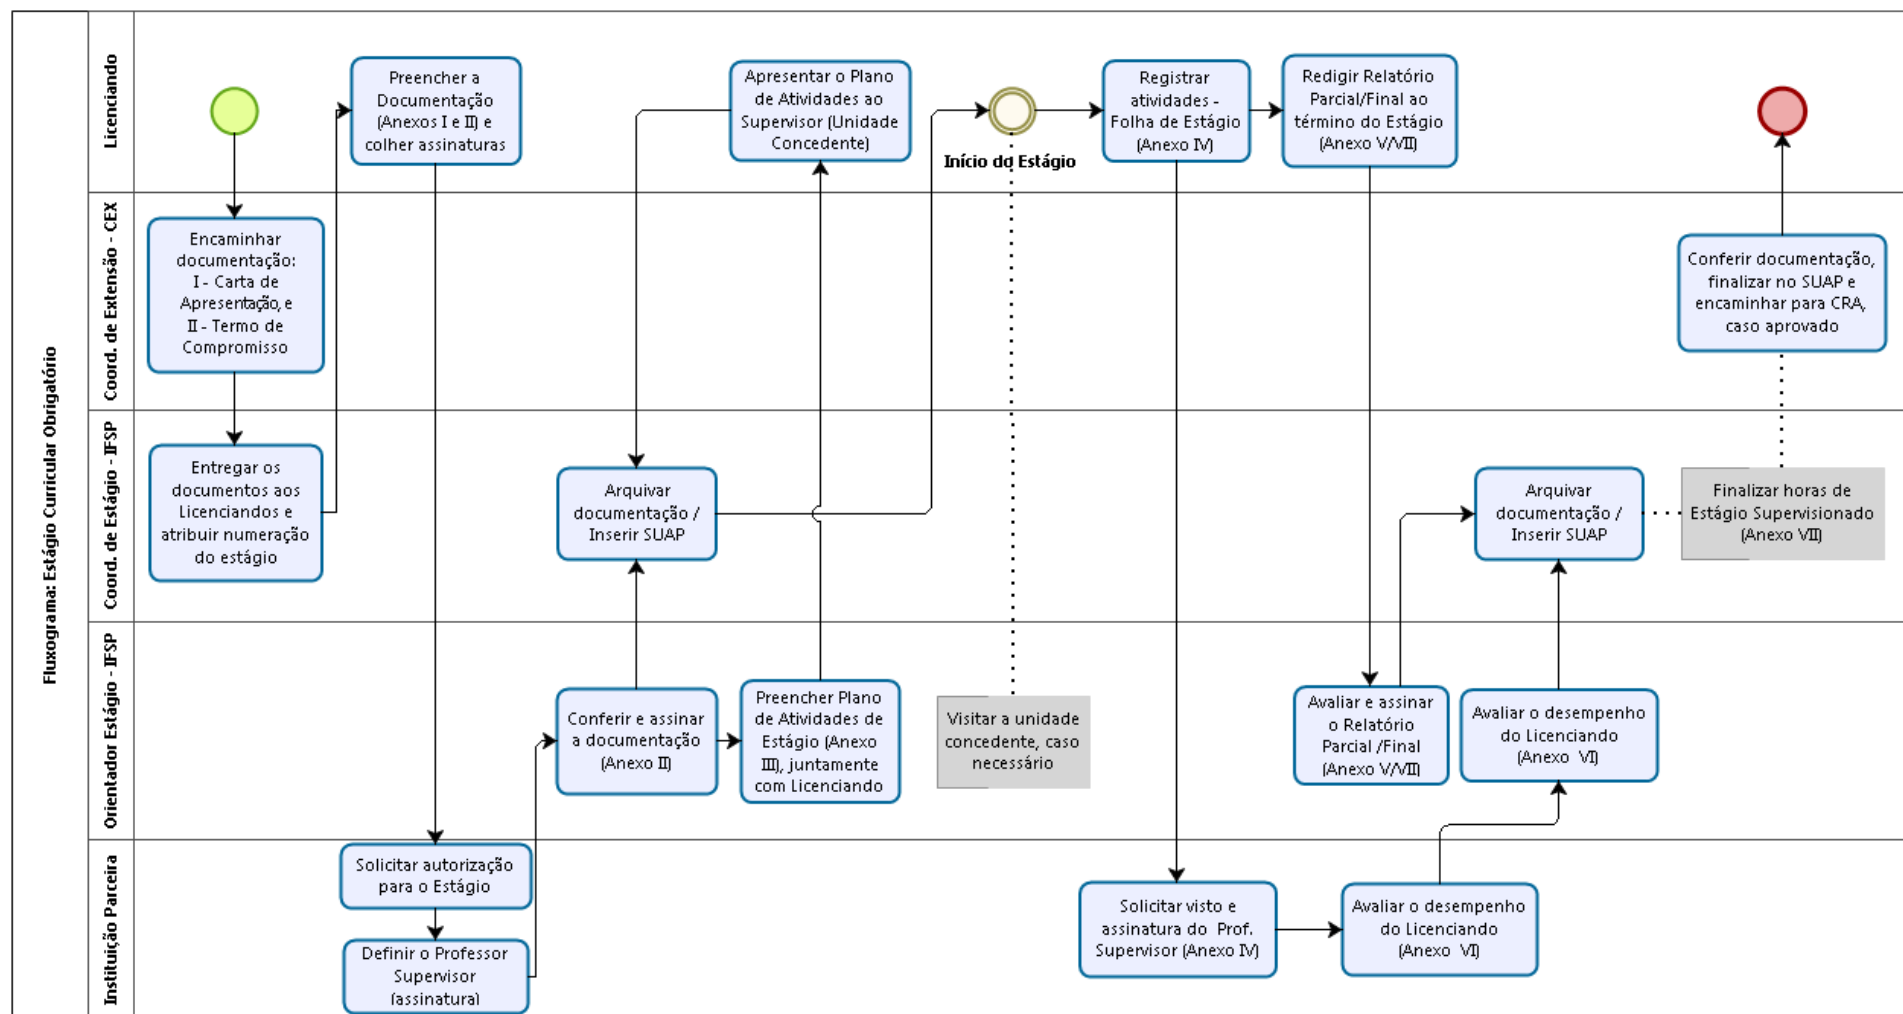 Fluxograma: Estágio Curricular Obrigatório
Licenciando
Preencher a
Documentação
(Anexos I e II) e
colher assinaturas
Apresentar o Plano
de Atividades ao
Supervisor (Unidade
Concedente)
Início do Estágio
Registrar
atividades -
Folha de Estágio
(Anexo IV)
Redigir Relatório
Parcial/Final ao
término do Estágio
(Anexo V/VII)
Coord. de Extensão - CEX
Encaminhar
documentação:
I - Carta de
Apresentação, e
II - Termo de
Compromisso
Conferir documentação,
finalizar no SUAP e
encaminhar para CRA,
caso aprovado
Coord. de Estágio - IFSP
Entregar os
documentos aos
Licenciandos e
atribuir numeração
do estágio
Arquivar
documentação /
Inserir SUAP
Arquivar
documentação /
Inserir SUAP
Finalizar horas de
Estágio Supervisionado
(Anexo VII)
Orientador Estágio - IFSP
Conferir e assinar
a documentação
(Anexo II)
Preencher Plano
de Atividades de
Estágio (Anexo
III), juntamente
com Licenciando
Visitar a unidade
concedente, caso
necessário
Avaliar e assinar
o Relatório
Parcial /Final
(Anexo V/VII)
Avaliar o desempenho
do Licenciando
(Anexo VI)
Instituição Parceira
Solicitar autorização
para o Estágio
Definir o Professor
Supervisor
(assinatura)
Solicitar visto e
assinatura do Prof.
Supervisor (Anexo IV)
Avaliar o desempenho
do Licenciando
(Anexo VI)